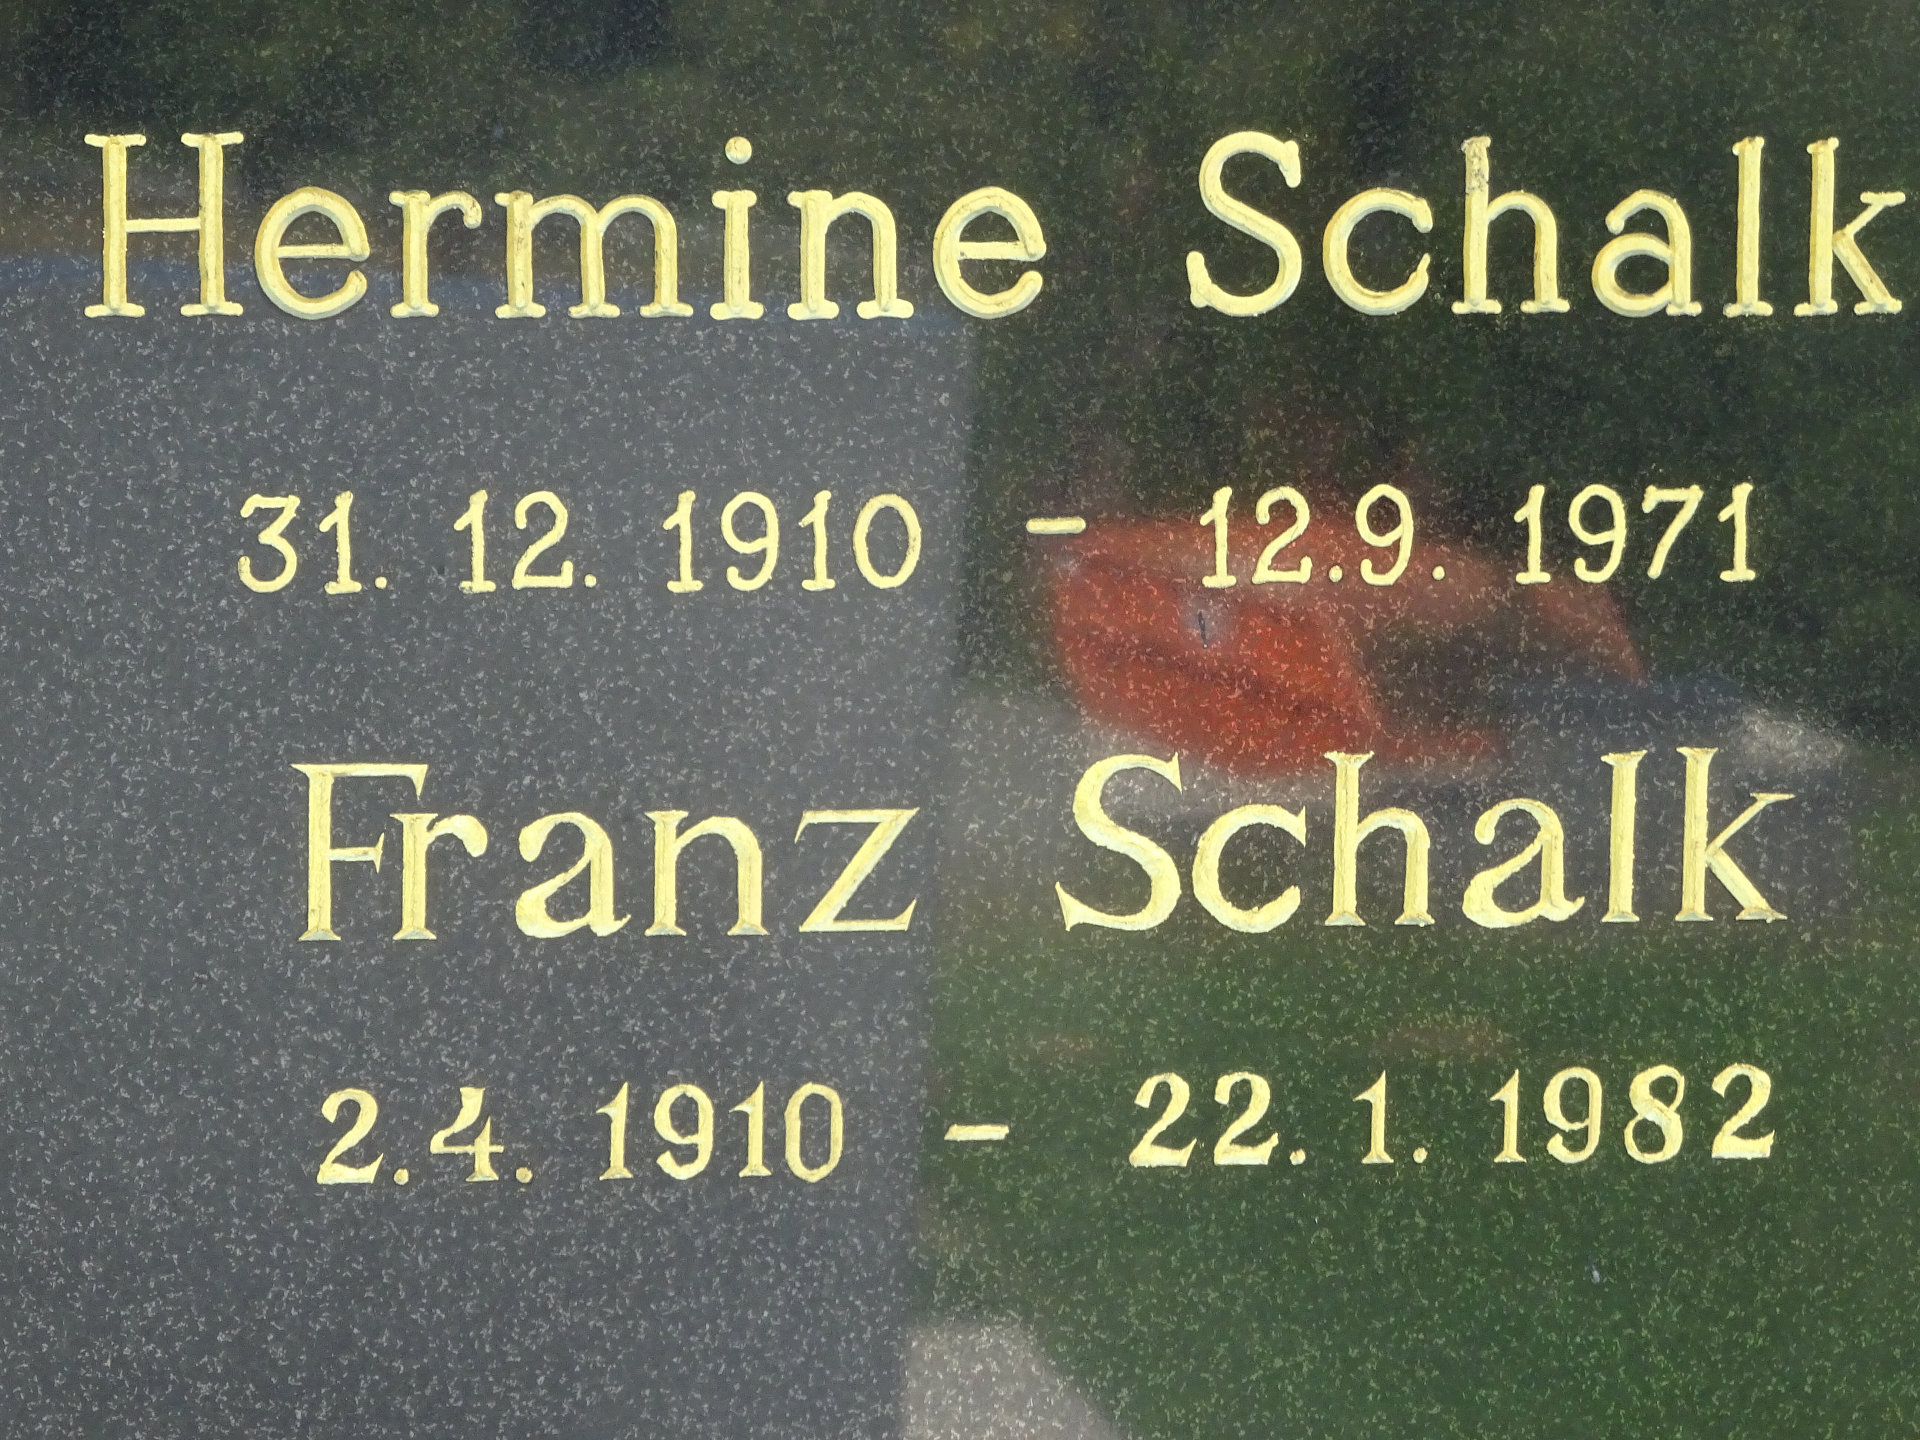 Hermine Schalk
31. 12. 1910 - 12.9. 1971
Franz Schalk
2.4. 1910 - 22. 1. 1982